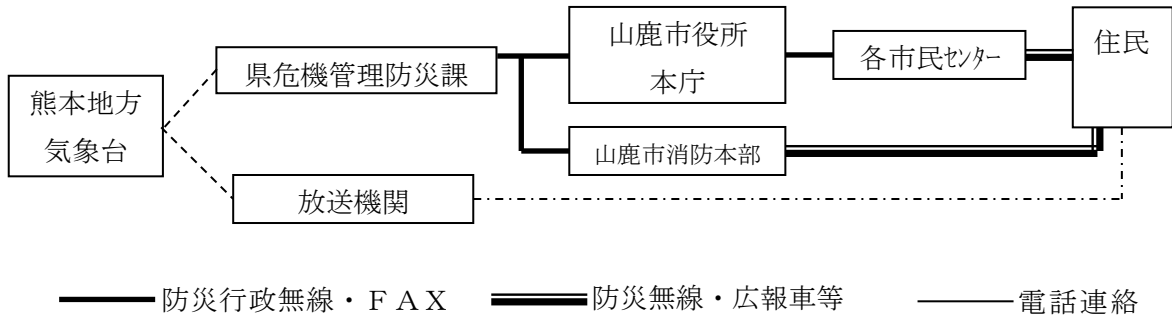 熊本地方
気象台
県危機管理防災課
放送機関
山鹿市役所
本庁
山鹿市消防本部
各市民ｾﾝﾀｰ
住民
防災行政無線・ＦＡＸ
防災無線・広報車等
電話連絡